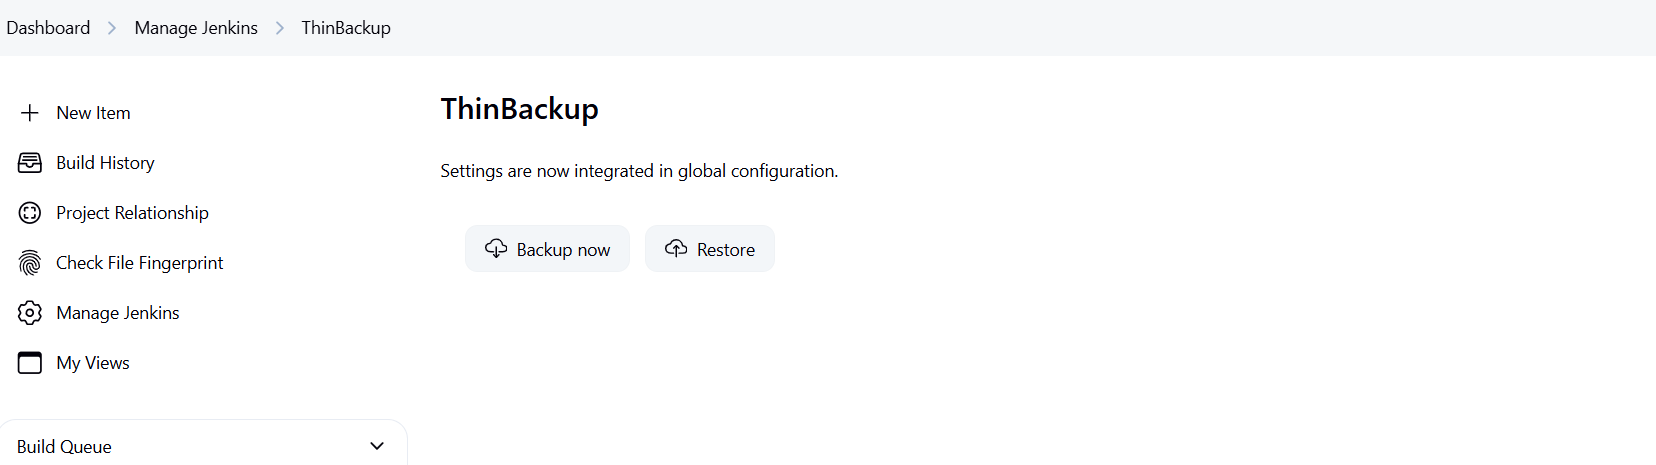 Dashboard > Manage Jenkins > ThinBackup
New Item
Build History
Project Relationship
Check File Fingerprint
Manage Jenkins
My Views
Build Queue
ThinBackup
Settings are now integrated in global configuration.
Backup now Restore